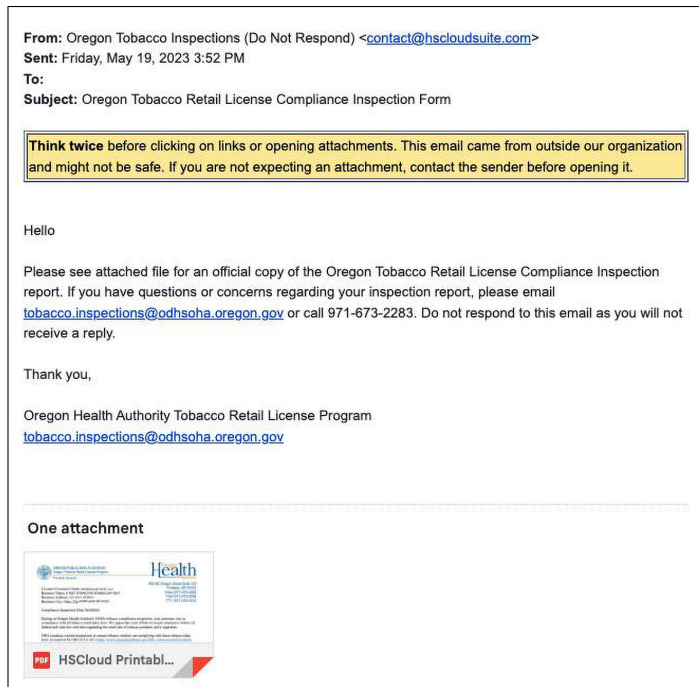 From: Oregon Tobacco Inspections (Do Not Respond) <contact@hscloudsuite.com>
Sent: Friday, May 19, 2023 3:52 PM
To:
Subject: Oregon Tobacco Retail License Compliance Inspection Form
Think twice before clicking on links or opening attachments. This email came from outside our organization
and might not be safe. If you are not expecting an attachment, contact the sender before opening it.
Hello
Please see attached file for an official copy of the Oregon Tobacco Retail License Compliance Inspection
report. If you have questions or concerns regarding your inspection report, please email
tobacco.inspections@odhsoha.oregon.gov or call 971-673-2283. Do not respond to this email as you will not
receive a reply.
Thank you,
Oregon Health Authority Tobacco Retail License Program
tobacco.inspections@odhsoha.oregon.gov
One attachment
Health
PDF HSCloud Printabl...